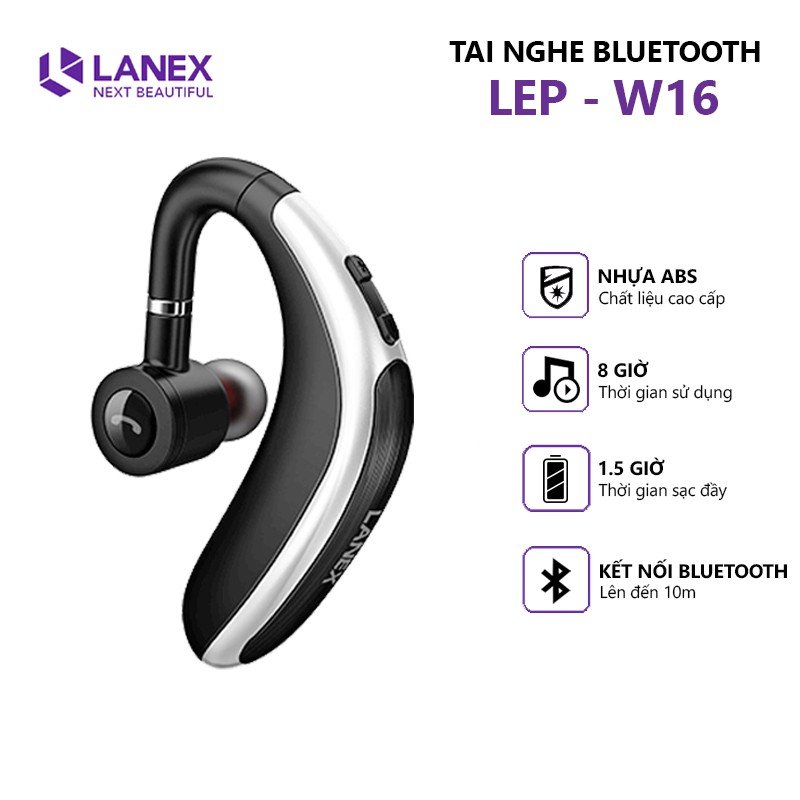 LANEX
NEXT BEAUTIFUL
TAI NGHE BLUETOOTH
LEP - W16
NHỰA ABS
Chất liệu cao cấp
8 GIỜ
Thời gian sử dụng
1.5 GIỜ
Thời gian sạc đầy
KẾT NỐI BLUETOOTH
Lên đến 10m
LANEX